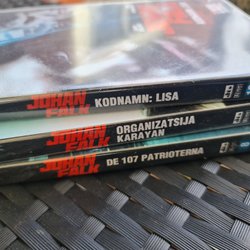 JOHAN
FALK
KODNAMN: LISA
JOHAN
FALK
ORGANIZATSIJA
KARAYAN
JOHAN
FALK
DE 107 PATRIOTERNA